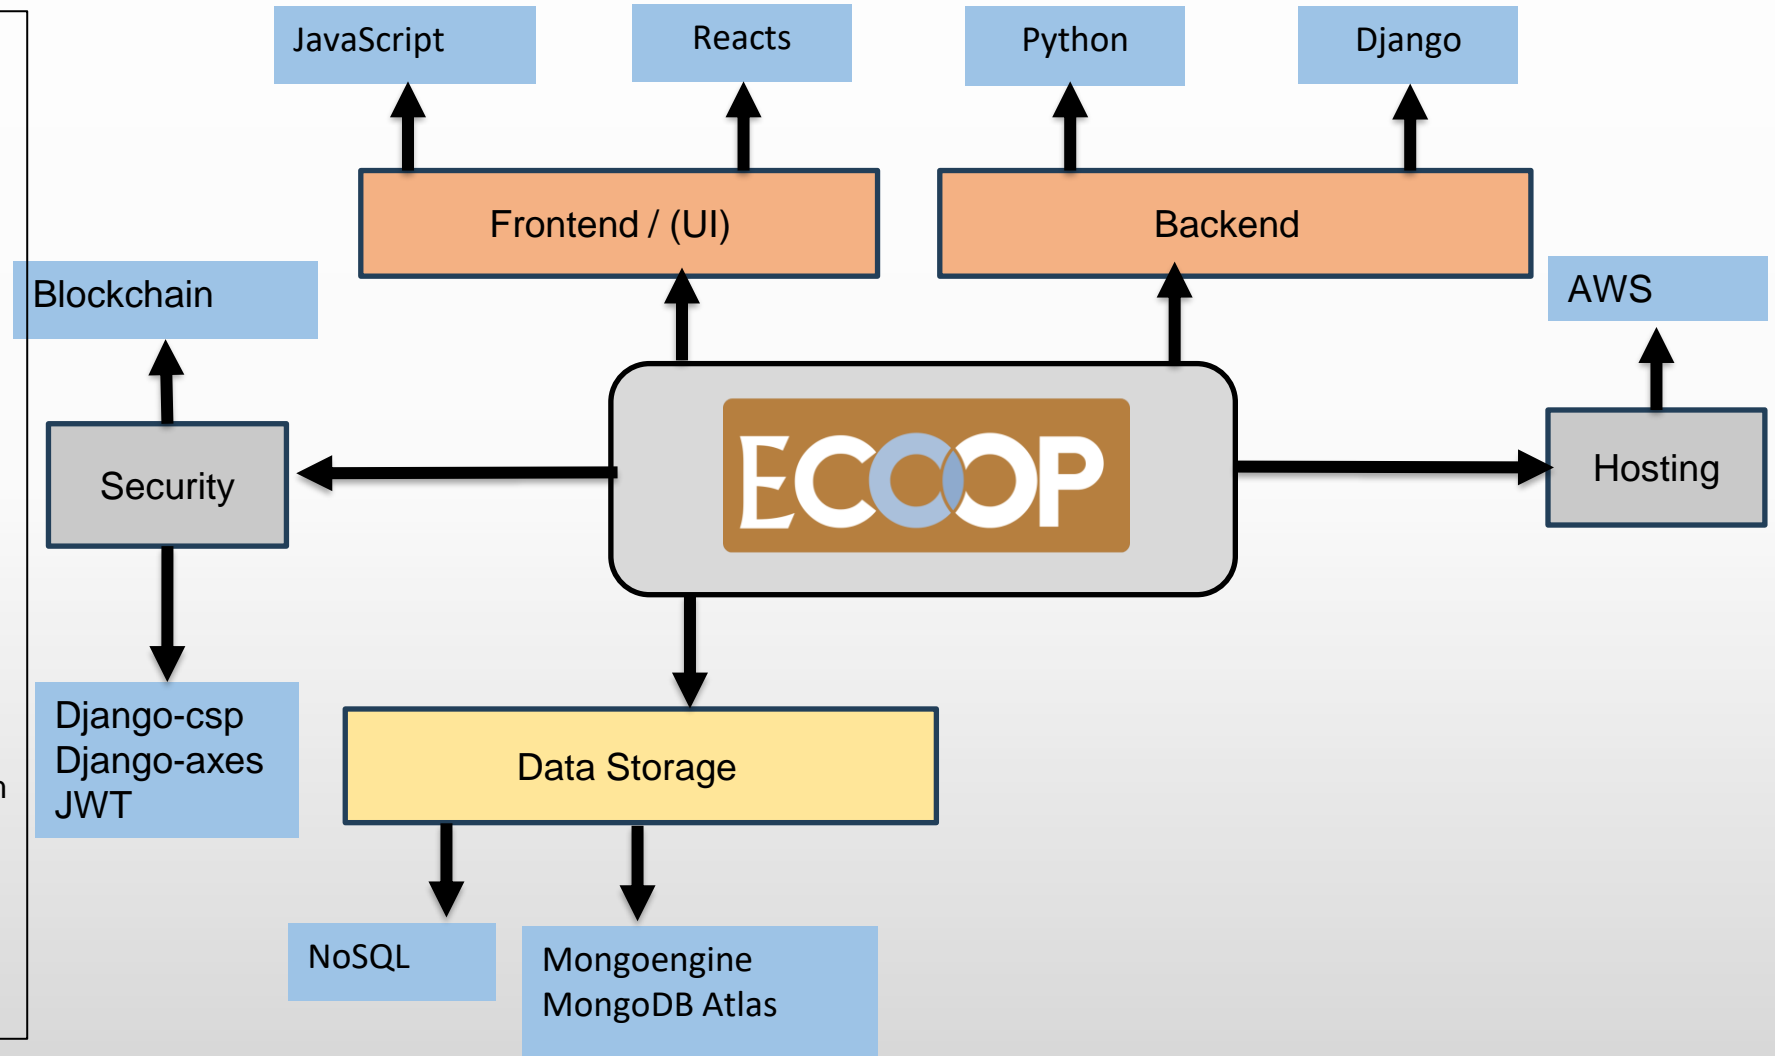 JavaScript
Reacts
Python
Django
Frontend / (UI)
Backend
Blockchain
AWS
ECOOP
Security
Hosting
Django-csp
Django-axes
JWT
Data Storage
n
NoSQL
Mongoengine
MongoDB Atlas